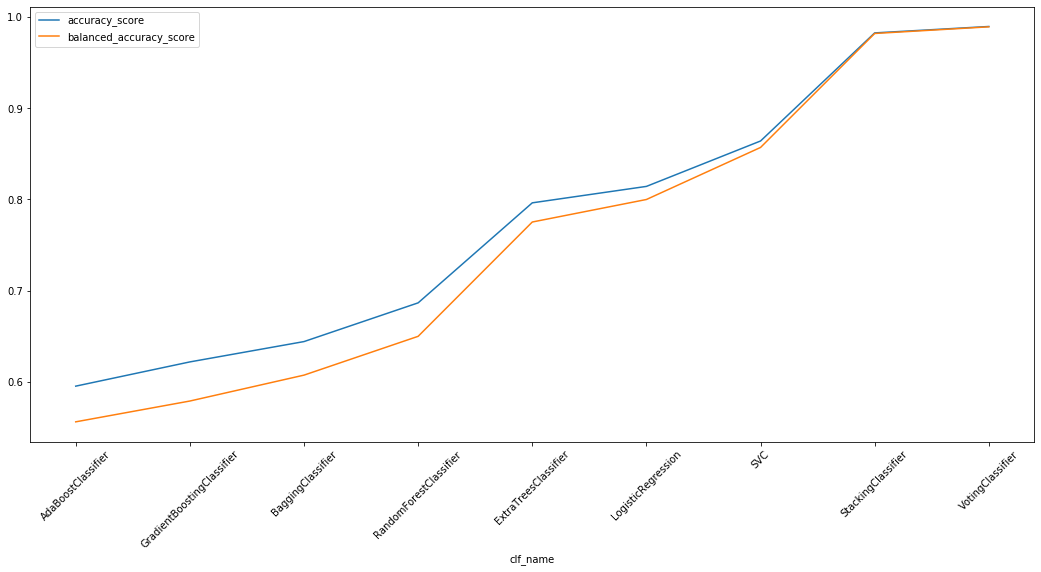 accuracy_score
balanced_accuracy_score
1.0
0.9
0.8
0.7
0.6
AdaBoostClassifier
GradientBoostingClassifier
BaggingClassifier
RandomForestClassifier
ExtraTreesClassifier
LogisticRegression
SVC
StackingClassifier
VotingClassifier
clf_name